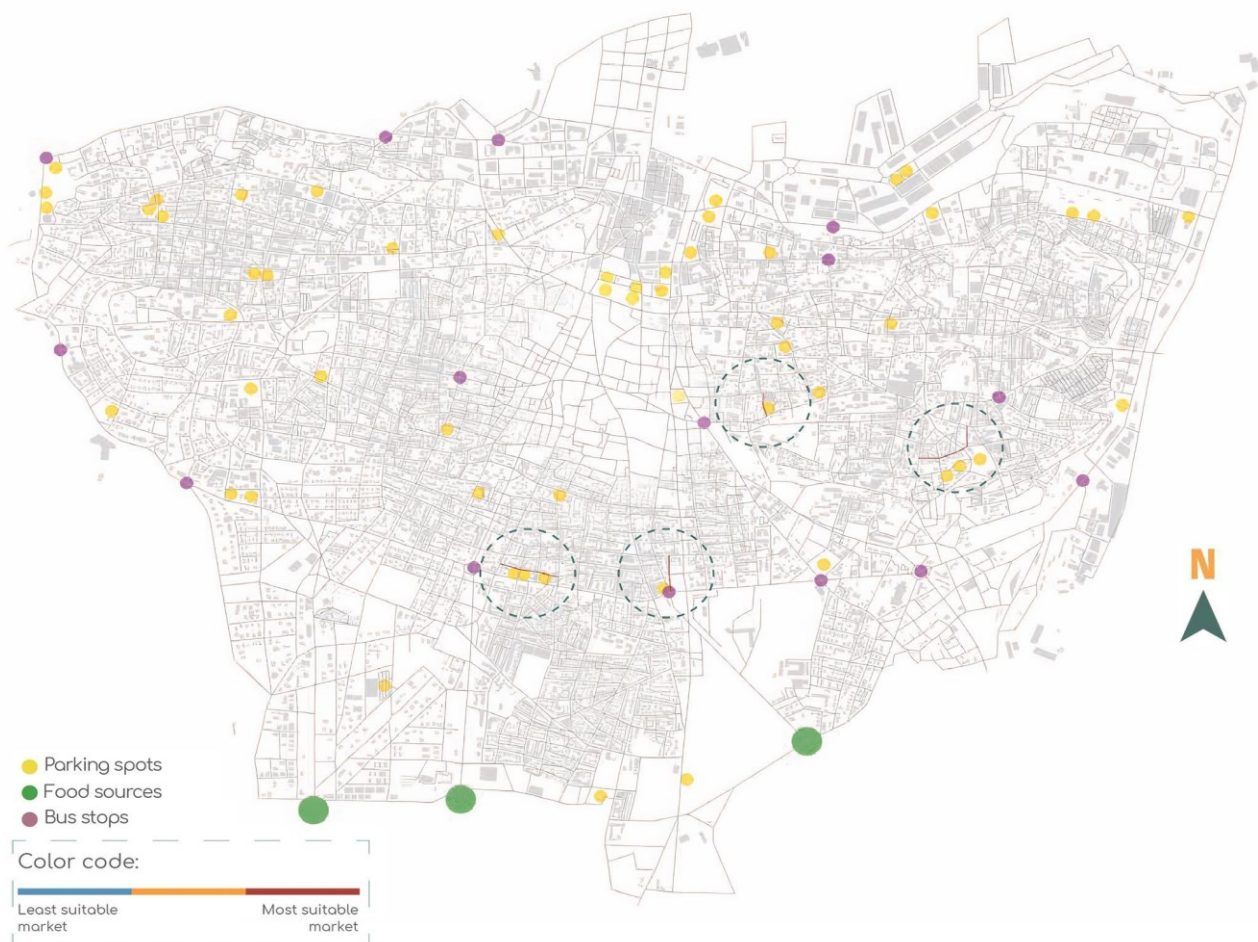 N
Parking spots
Food sources
Bus stops
Color code:
Least suitable
market
Most suitable
market